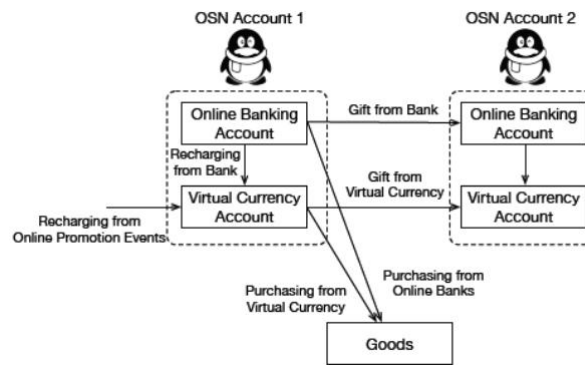 OSN Account 1
OSN Account 2
Online Banking
Account
Gift from Bank
Online Banking
Account
Recharging
from Bank
Gift from
Virtual Currency
Virtual Currency
Account
Virtual Currency
Account
Recharging from
Online Promotion Events
Purchasing from
Online Banks
Purchasing from
Virtual Currency
Goods